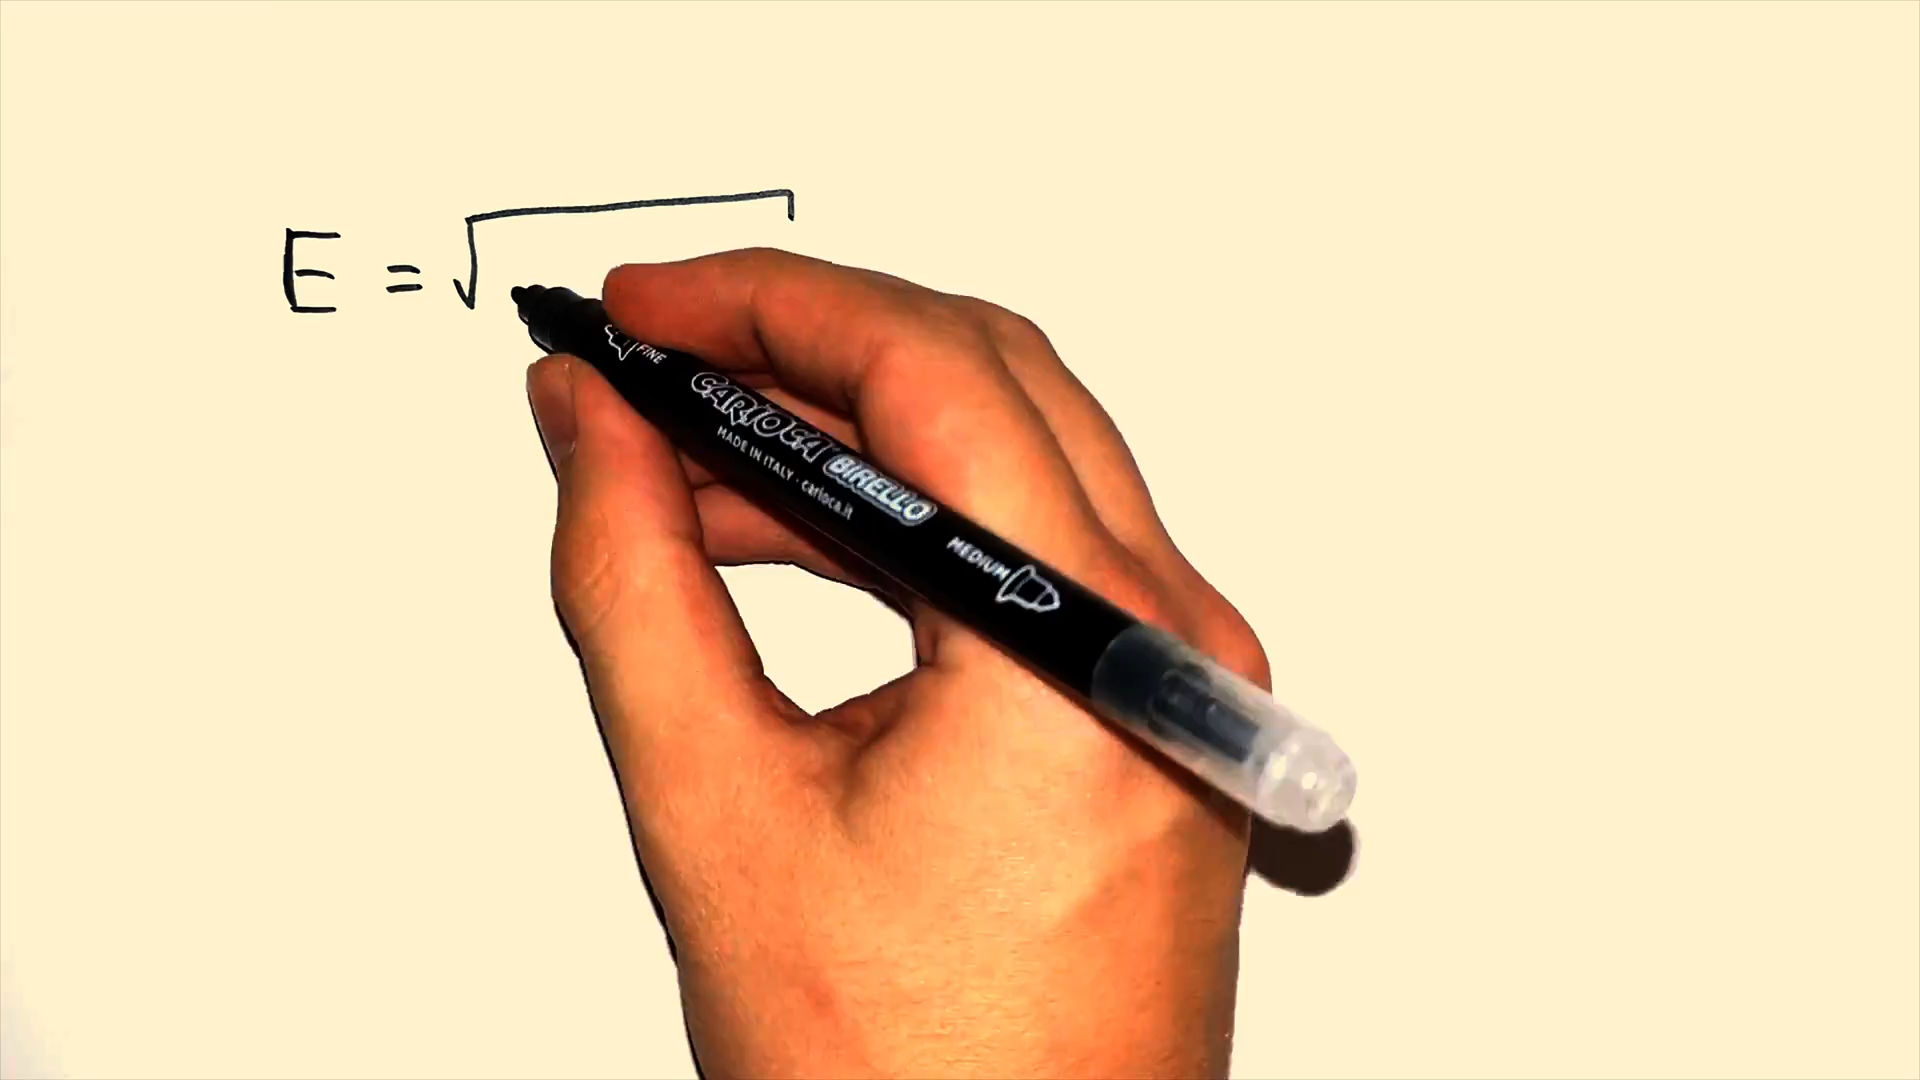 E = √
FINE
CARIOCA BIRELLO
MADE IN ITALY · carioca.it
MEDIUM